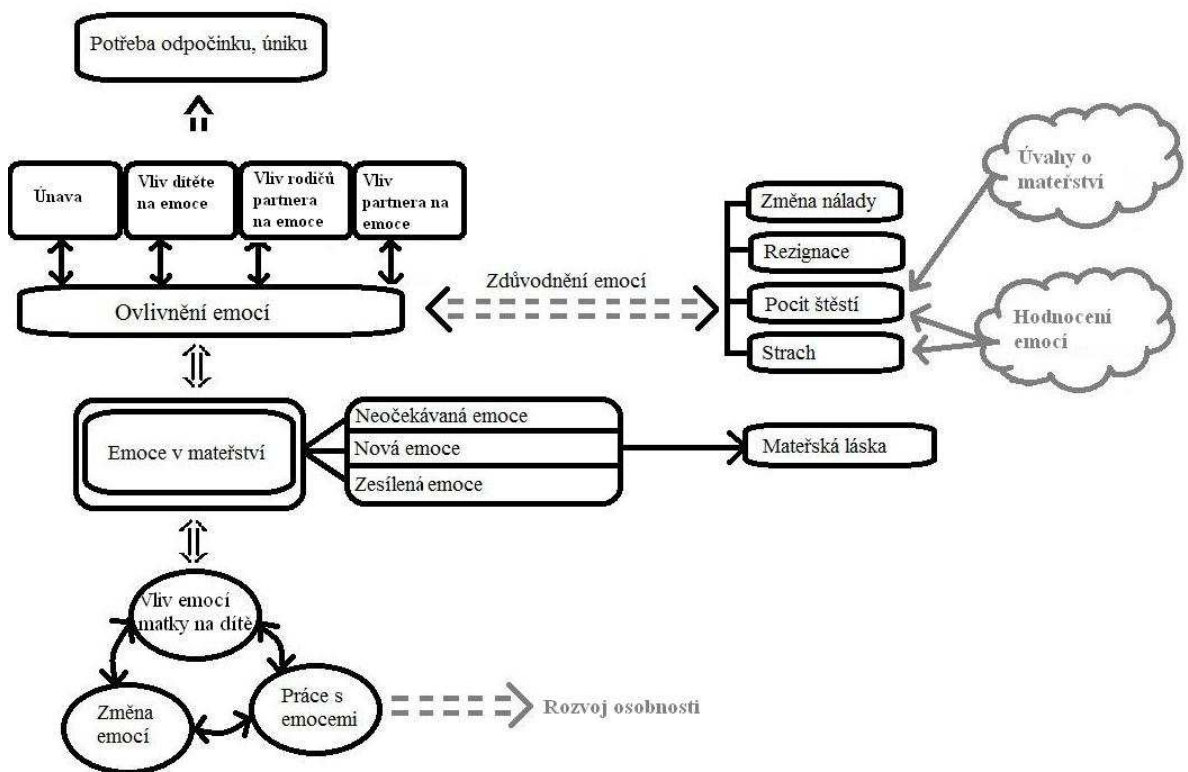 Potřeba odpočinku, úniku
Únava
Vliv dítěte
na emoce
Vliv rodičů
partnera
na emoce
Vliv
partnera na
emoce
Ovlivnění emocí
Zdůvodnění emocí
Změna nálady
Rezignace
Pocit štěstí
Strach
Úvahy o
mateřství
Hodnocení
emocí
Emoce v mateřství
Neočekávaná emoce
Nová emoce
Zesílená emoce
Mateřská láska
Vliv emocí
matky na dítě
Změna
emocí
Práce s
emocemi
Rozvoj osobnosti